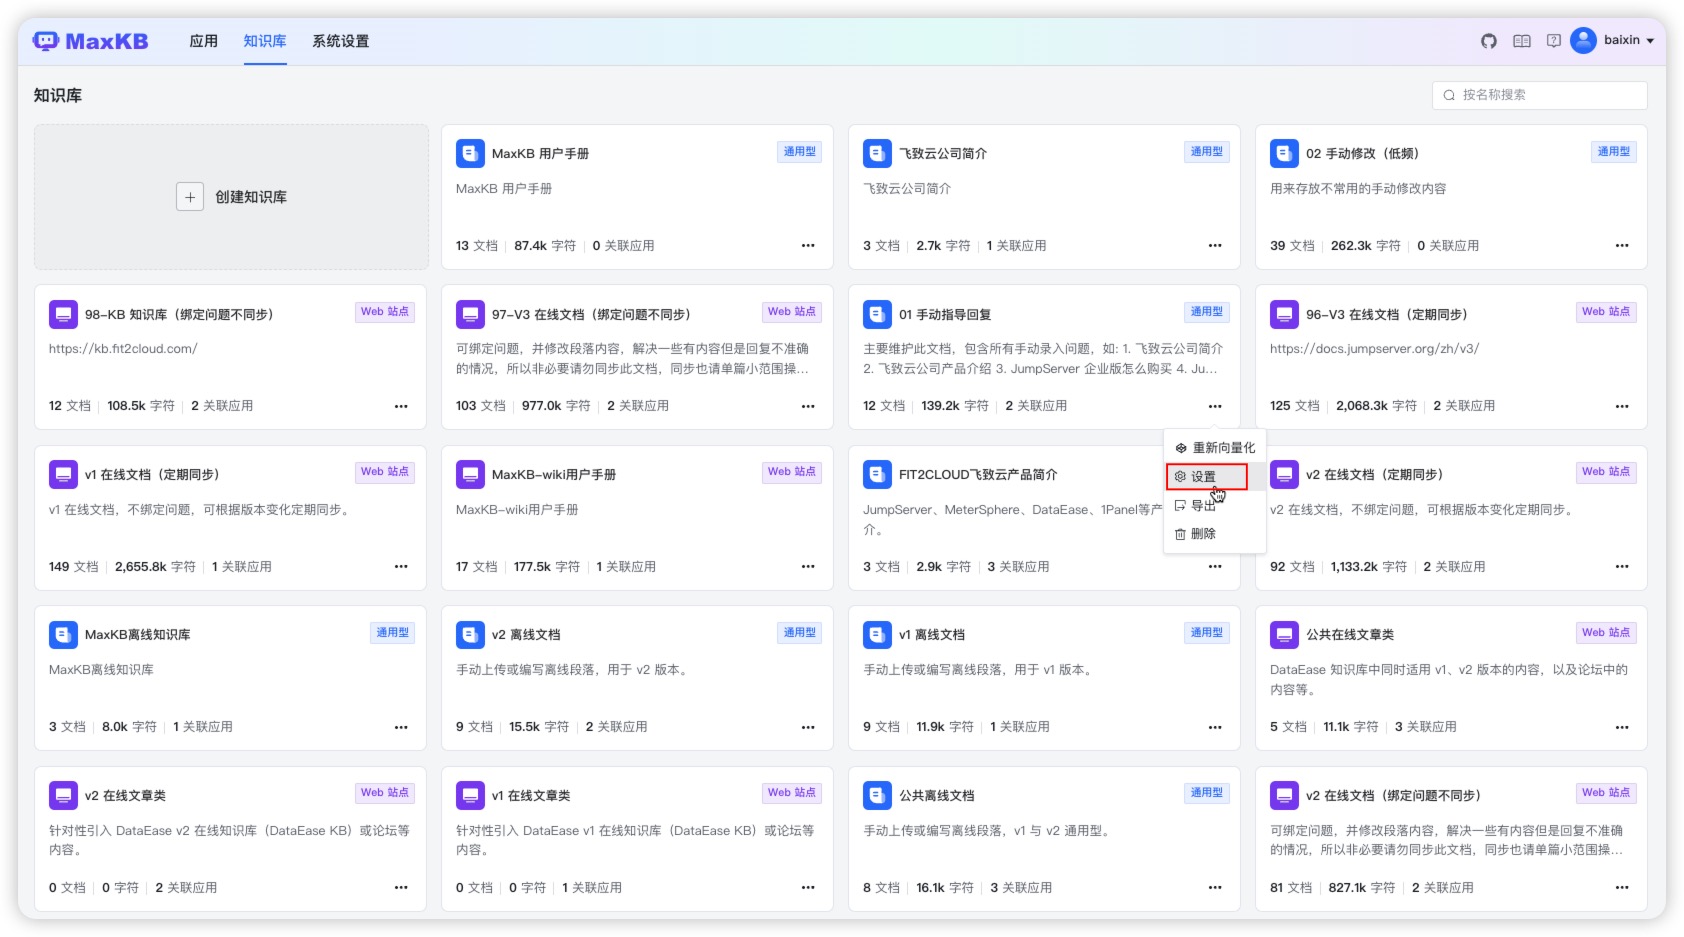 MaxKB
应用
知识库
系统设置
baixin
知识库
按名称搜索
创建知识库
MaxKB 用户手册
通用型
MaxKB 用户手册
13 文档 87.4k 字符 0 关联应用
飞致云公司简介
通用型
飞致云公司简介
3 文档 2.7k 字符 1 关联应用
02 手动修改（低频）
通用型
用来存放不常用的手动修改内容
39 文档 262.3k 字符 0 关联应用
98-KB 知识库（绑定问题不同步）
Web 站点
https://kb.fit2cloud.com/
12 文档 108.5k 字符 2 关联应用
97-V3 在线文档（绑定问题不同步）
Web 站点
可绑定问题，并修改段落内容，解决一些有内容但是回复不准确
的情况，所以非必要请勿同步此文档，同步也请单篇小范围操...
103 文档 977.0k 字符 2 关联应用
01 手动指导回复
通用型
主要维护此文档，包含所有手动录入问题，如: 1. 飞致云公司简介
2. 飞致云公司产品介绍 3. JumpServer 企业版怎么购买 4. Ju...
12 文档 139.2k 字符 2 关联应用
96-V3 在线文档（定期同步）
Web 站点
https://docs.jumpserver.org/zh/v3/
125 文档 2,068.3k 字符 2 关联应用
重新向量化
设置
导出
删除
v1 在线文档（定期同步）
Web 站点
v1 在线文档，不绑定问题，可根据版本变化定期同步。
149 文档 2,655.8k 字符 1 关联应用
MaxKB-wiki用户手册
Web 站点
MaxKB-wiki用户手册
17 文档 177.5k 字符 1 关联应用
FIT2CLOUD飞致云产品简介
JumpServer、MeterSphere、DataEase、1Panel等产
介。
3 文档 2.9k 字符 3 关联应用
v2 在线文档（定期同步）
Web 站点
v2 在线文档，不绑定问题，可根据版本变化定期同步。
92 文档 1,133.2k 字符 2 关联应用
MaxKB离线知识库
通用型
MaxKB离线知识库
3 文档 8.0k 字符 1 关联应用
v2 离线文档
通用型
手动上传或编写离线段落，用于 v2 版本。
9 文档 15.5k 字符 2 关联应用
v1 离线文档
通用型
手动上传或编写离线段落，用于 v1 版本。
9 文档 11.9k 字符 1 关联应用
公共在线文章类
Web 站点
DataEase 知识库中同时适用 v1、v2 版本的内容，以及论坛中的
内容等。
5 文档 11.1k 字符 3 关联应用
v2 在线文章类
Web 站点
针对性引入 DataEase v2 在线知识库（DataEase KB）或论坛等
内容。
0 文档 0 字符 2 关联应用
v1 在线文章类
Web 站点
针对性引入 DataEase v1 在线知识库（DataEase KB）或论坛等
内容。
0 文档 0 字符 1 关联应用
公共离线文档
通用型
手动上传或编写离线段落，v1 与 v2 通用型。
8 文档 16.1k 字符 3 关联应用
v2 在线文档（绑定问题不同步）
Web 站点
可绑定问题，并修改段落内容，解决一些有内容但是回复不准确
的情况，所以非必要请勿同步此文档，同步也请单篇小范围操...
81 文档 827.1k 字符 2 关联应用